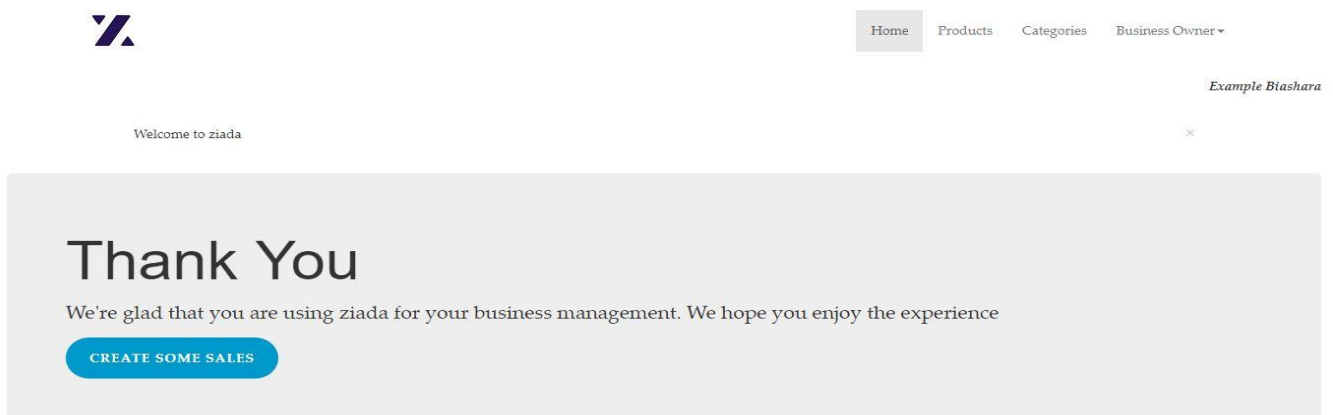 Home Products Categories Business Owner
Example Biashara
Welcome to ziada ×
Thank You
We're glad that you are using ziada for your business management. We hope you enjoy the experience
CREATE SOME SALES